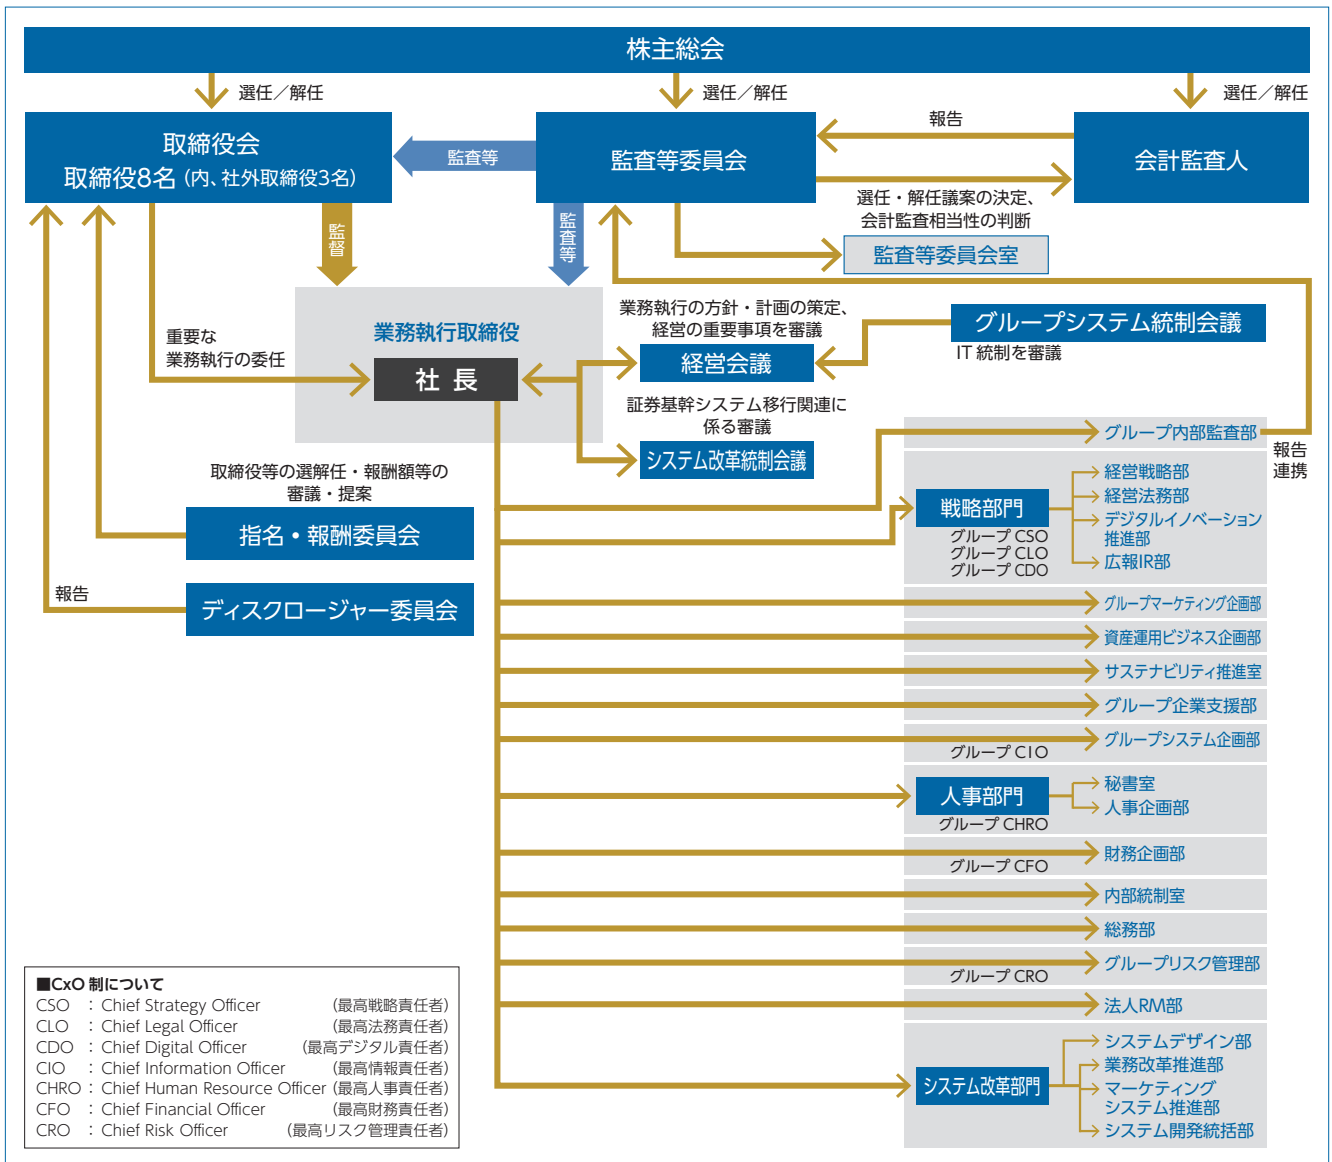 株主総会
選任／解任
選任／解任
選任／解任
取締役会
取締役8名（内、社外取締役3名）
監査等
監査等委員会
報告
会計監査人
選任・解任議案の決定、
会計監査相当性の判断
監査等委員会室
監督
監査等
業務執行取締役
社長
重要な
業務執行の委任
業務執行の方針・計画の策定、
経営の重要事項を審議
経営会議
グループシステム統制会議
IT 統制を審議
証券基幹システム移行関連に
係る審議
システム改革統制会議
取締役等の選解任・報酬額等の
審議・提案
指名・報酬委員会
報告
ディスクロージャー委員会
グループ内部監査部
報告
連携
戦略部門
グループ CSO
グループ CLO
グループ CDO
経営戦略部
経営法務部
デジタルイノベーション
推進部
広報IR部
グループマーケティング企画部
資産運用ビジネス企画部
サステナビリティ推進室
グループ企業支援部
グループシステム企画部
グループ CIO
人事部門
グループ CHRO
秘書室
人事企画部
財務企画部
グループ CFO
内部統制室
総務部
グループリスク管理部
グループ CRO
法人RM部
システム改革部門
システムデザイン部
業務改革推進部
マーケティング
システム推進部
システム開発統括部
■CxO 制について
CSO ：Chief Strategy Officer （最高戦略責任者）
CLO ：Chief Legal Officer （最高法務責任者）
CDO ：Chief Digital Officer （最高デジタル責任者）
CIO ：Chief Information Officer （最高情報責任者）
CHRO：Chief Human Resource Officer（最高人事責任者）
CFO ：Chief Financial Officer （最高財務責任者）
CRO ：Chief Risk Officer （最高リスク管理責任者）